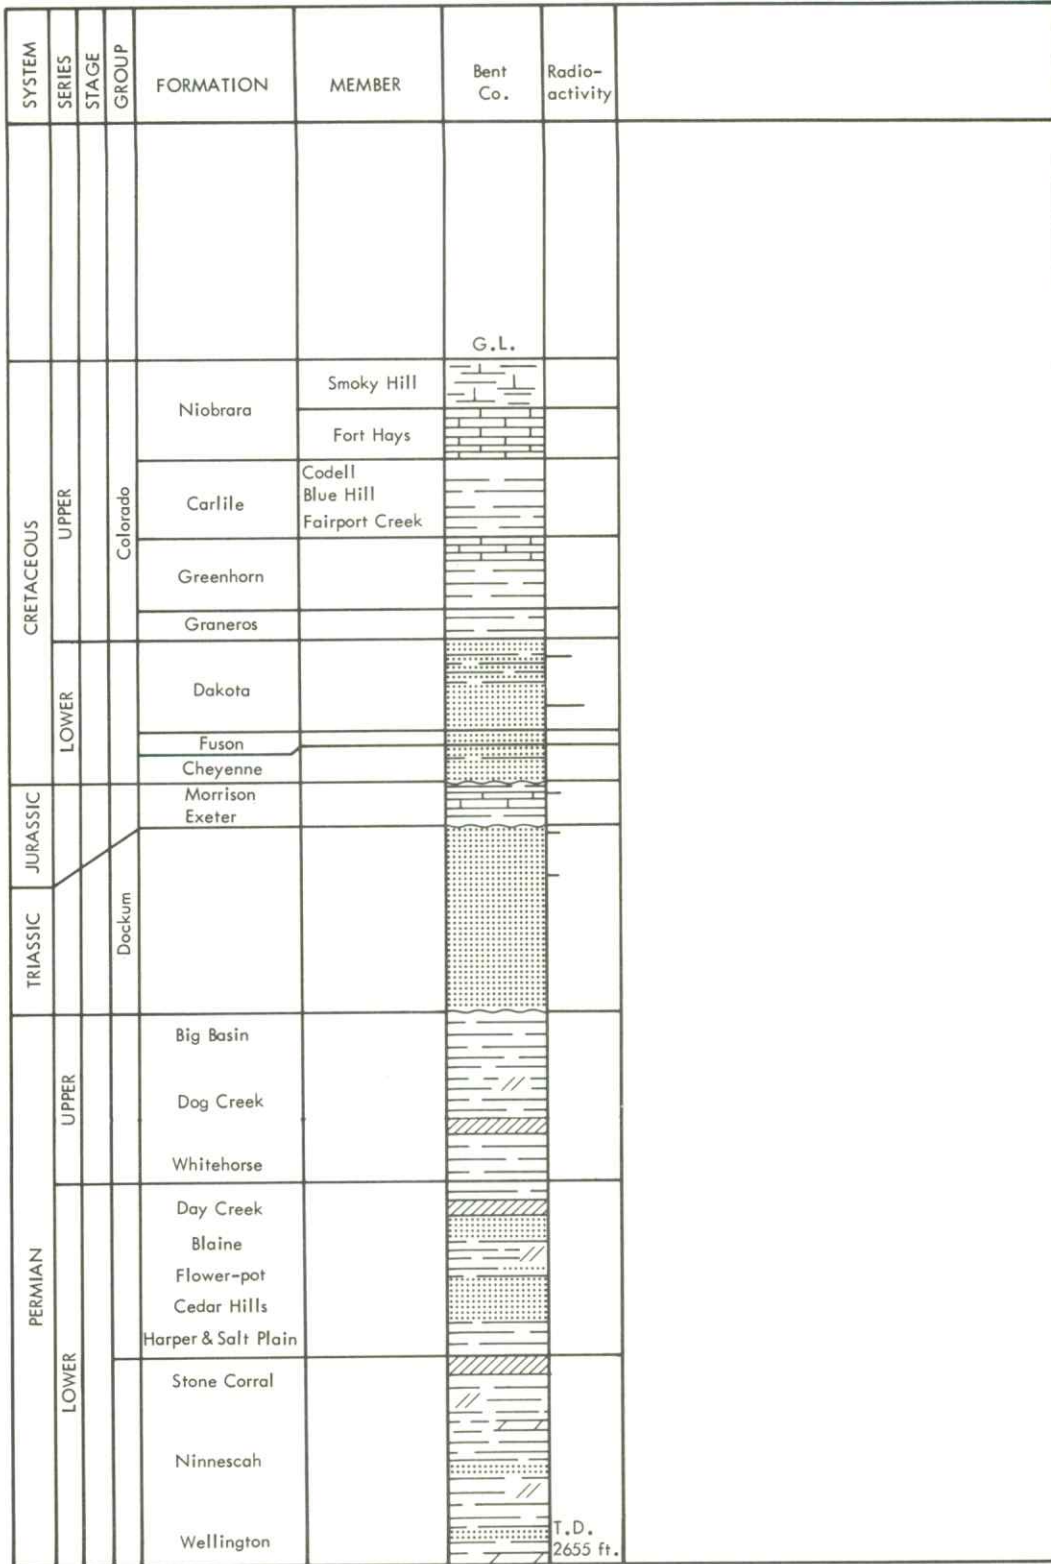 SYSTEM
SERIES
STAGE
GROUP
FORMATION
MEMBER
Bent
Co.
Radio-
activity
G.L.
CRETACEOUS
UPPER
Colorado
Niobrara
Smoky Hill
Fort Hays
Carlile
Codell
Blue Hill
Fairport Creek
Greenhorn
Graneros
LOWER
Dakota
Fuson
Cheyenne
JURASSIC
Morrison
Exeter
TRIASSIC
Dockum
PERMIAN
UPPER
Big Basin
Dog Creek
Whitehorse
LOWER
Day Creek
Blaine
Flower-pot
Cedar Hills
Harper & Salt Plain
Stone Corral
Ninnescah
Wellington
T.D.
2655 ft.